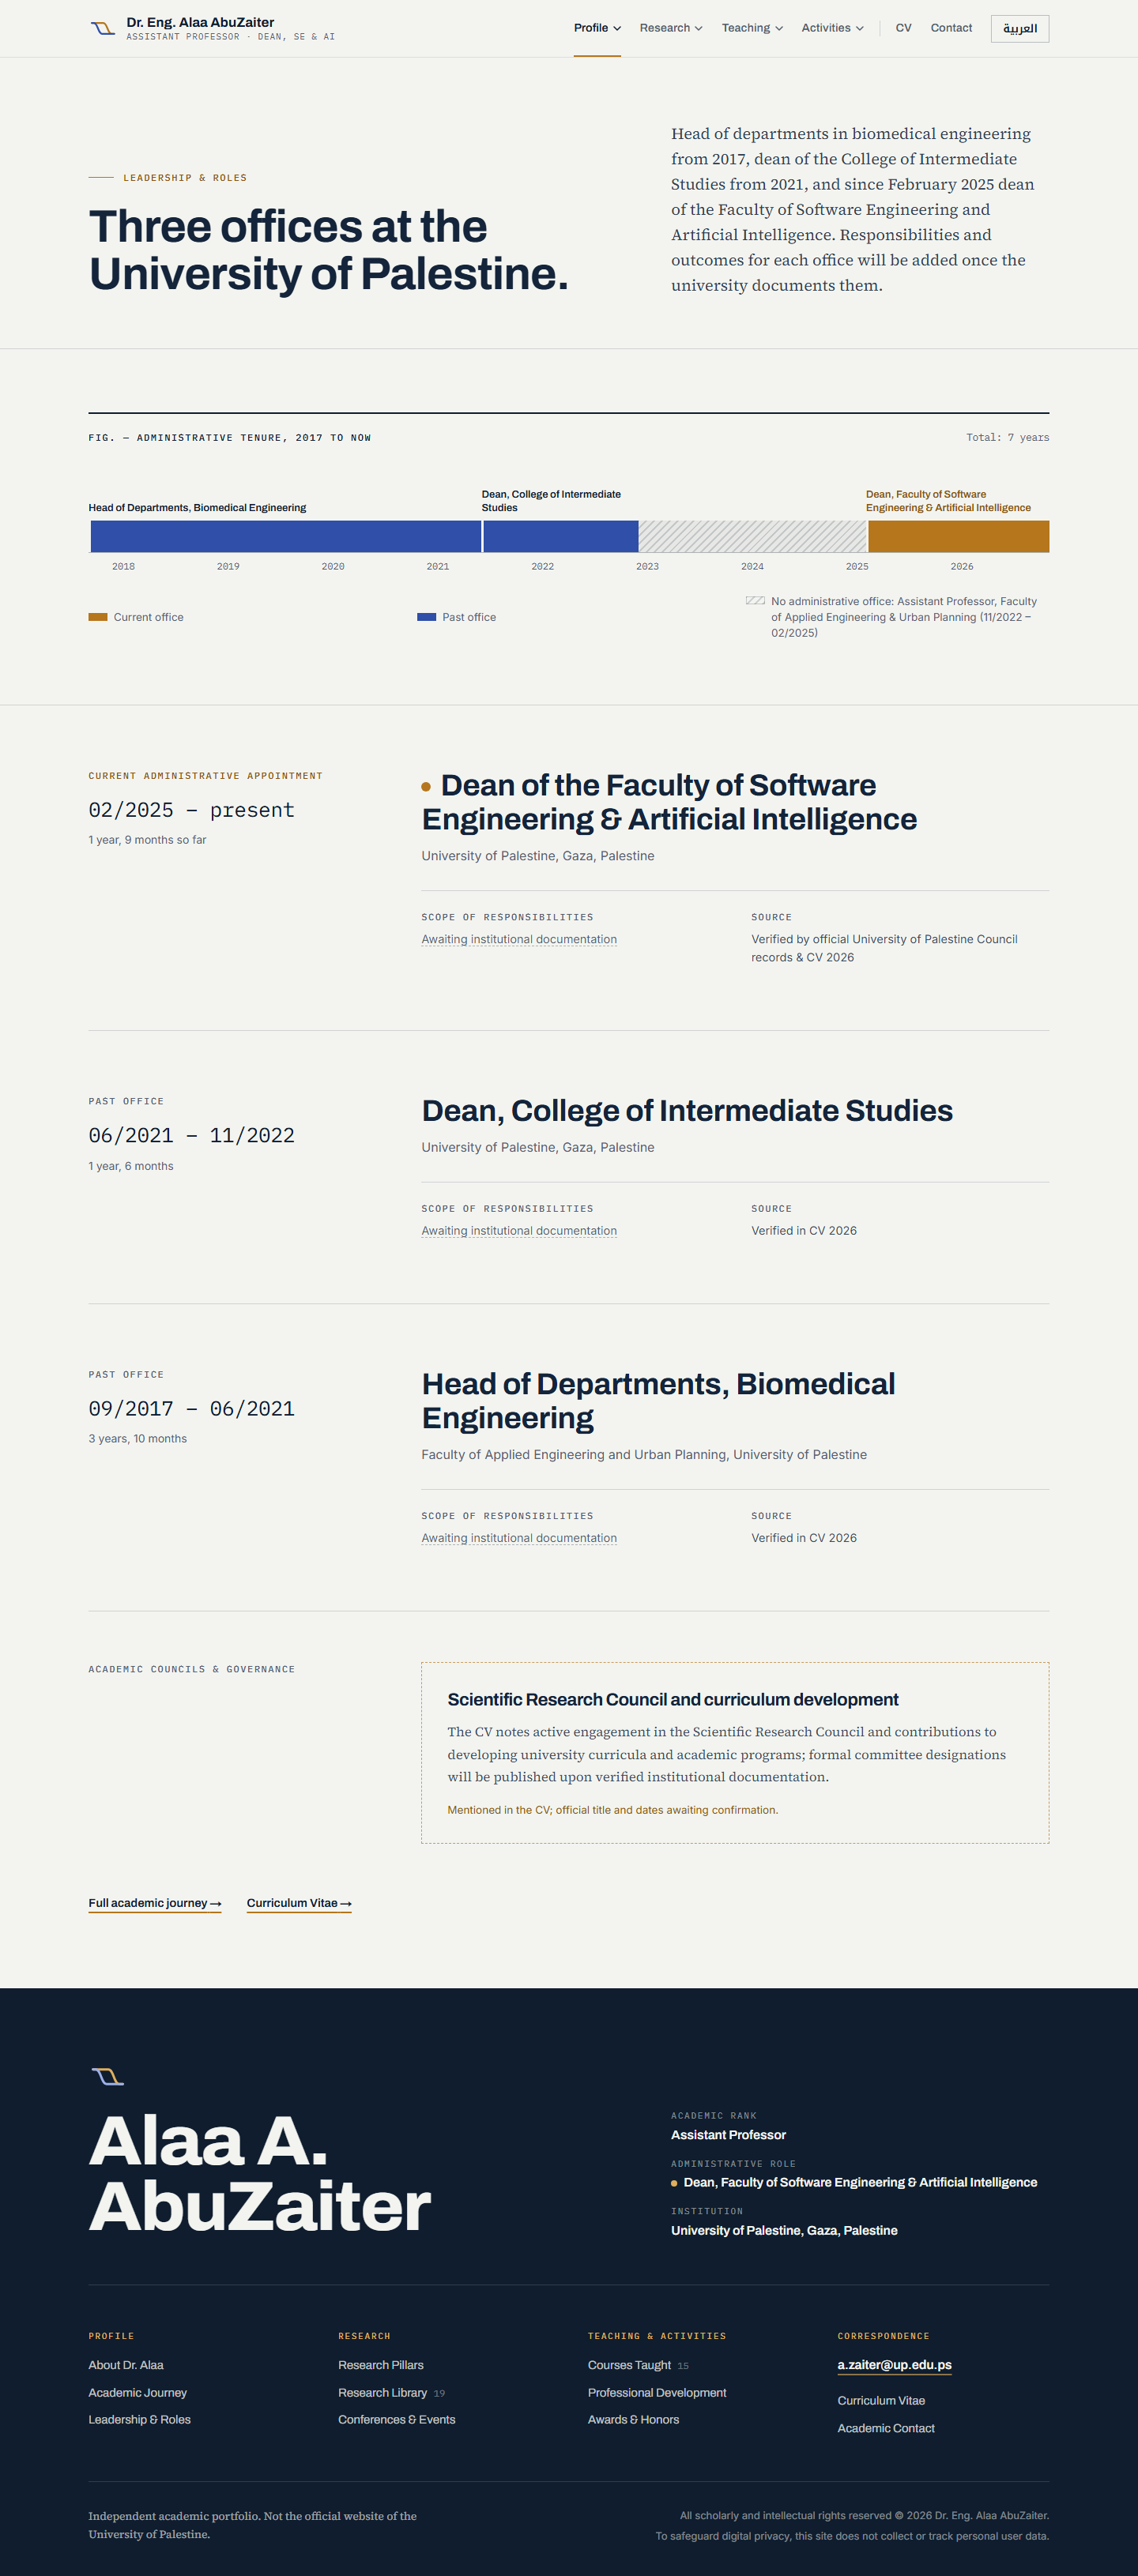 Dr. Eng. Alaa AbuZaiter
ASSISTANT PROFESSOR · DEAN, SE & AI
Profile
Research
Teaching
Activities
CV
Contact
العربية
LEADERSHIP & ROLES
Three offices at the
University of Palestine.
Head of departments in biomedical engineering
from 2017, dean of the College of Intermediate
Studies from 2021, and since February 2025 dean
of the Faculty of Software Engineering and
Artificial Intelligence. Responsibilities and
outcomes for each office will be added once the
university documents them.
FIG. — ADMINISTRATIVE TENURE, 2017 TO NOW
Total: 7 years
Head of Departments, Biomedical Engineering
Dean, College of Intermediate
Studies
Dean, Faculty of Software
Engineering & Artificial Intelligence
2018
2019
2020
2021
2022
2023
2024
2025
2026
Current office
Past office
No administrative office: Assistant Professor, Faculty
of Applied Engineering & Urban Planning (11/2022 –
02/2025)
CURRENT ADMINISTRATIVE APPOINTMENT
02/2025 – present
1 year, 9 months so far
Dean of the Faculty of Software
Engineering & Artificial Intelligence
University of Palestine, Gaza, Palestine
SCOPE OF RESPONSIBILITIES
Awaiting institutional documentation
SOURCE
Verified by official University of Palestine Council
records & CV 2026
PAST OFFICE
06/2021 – 11/2022
1 year, 6 months
Dean, College of Intermediate Studies
University of Palestine, Gaza, Palestine
SCOPE OF RESPONSIBILITIES
Awaiting institutional documentation
SOURCE
Verified in CV 2026
PAST OFFICE
09/2017 – 06/2021
3 years, 10 months
Head of Departments, Biomedical
Engineering
Faculty of Applied Engineering and Urban Planning, University of Palestine
SCOPE OF RESPONSIBILITIES
Awaiting institutional documentation
SOURCE
Verified in CV 2026
ACADEMIC COUNCILS & GOVERNANCE
Scientific Research Council and curriculum development
The CV notes active engagement in the Scientific Research Council and contributions to
developing university curricula and academic programs; formal committee designations
will be published upon verified institutional documentation.
Mentioned in the CV; official title and dates awaiting confirmation.
Full academic journey →
Curriculum Vitae →
Alaa A.
AbuZaiter
ACADEMIC RANK
Assistant Professor
ADMINISTRATIVE ROLE
Dean, Faculty of Software Engineering & Artificial Intelligence
INSTITUTION
University of Palestine, Gaza, Palestine
PROFILE
About Dr. Alaa
Academic Journey
Leadership & Roles
RESEARCH
Research Pillars
Research Library 19
Conferences & Events
TEACHING & ACTIVITIES
Courses Taught 15
Professional Development
Awards & Honors
CORRESPONDENCE
a.zaiter@up.edu.ps
Curriculum Vitae
Academic Contact
Independent academic portfolio. Not the official website of the
University of Palestine.
All scholarly and intellectual rights reserved © 2026 Dr. Eng. Alaa AbuZaiter.
To safeguard digital privacy, this site does not collect or track personal user data.